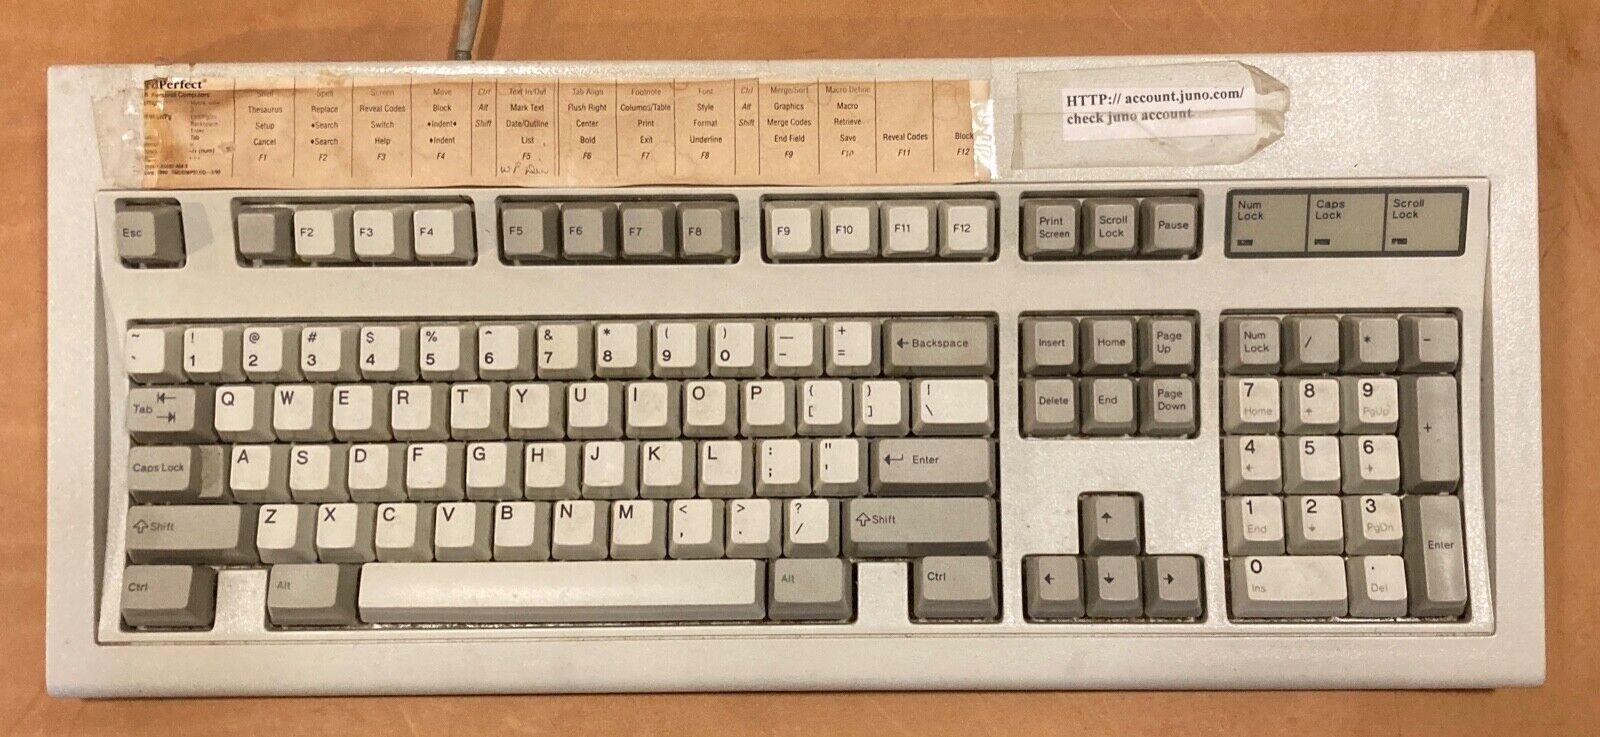 Perfect
Personal Computers
Shell Spell Screen Move Ctrl Text In/Out Tab Align Footnote Font Ctrl Merge/Sort Macro Define
Thesaurus Replace Reveal Codes Block Alt Mark Text Flush Right Columns/Table Style Alt Graphics Macro
Setup ◆Search Switch ◆Indent◆ Shift Date/Outline Center Print Format Shift Merge Codes Retrieve
Cancel ◆Search Help ◆Indent List Bold Exit Underline End Field Save Reveal Codes Block
F1 F2 F3 F4 F5 F6 F7 F8 F9 F10 F11 F12
Tab
HTTP:// account.juno.com/
check juno account
Esc F2 F3 F4 F5 F6 F7 F8 F9 F10 F11 F12 Print Screen Scroll Lock Pause
Num Lock Caps Lock Scroll Lock
~ ` ! 1 @ 2 # 3 $ 4 % 5 ^ 6 & 7 * 8 ( 9 ) 0 — - + = ← Backspace Insert Home Page Up Num Lock / * -
Tab Q W E R T Y U I O P { [ } ] | \ Delete End Page Down 7 Home 8 ↑ 9 PgUp +
Caps Lock A S D F G H J K L : ; " ' ↵ Enter 4 ← 5 6 →
⇧ Shift Z X C V B N M < , > . ? / ⇧ Shift ↑ 1 End 2 ↓ 3 PgDn Enter
Ctrl Alt Alt Ctrl ← ↓ → 0 Ins . Del